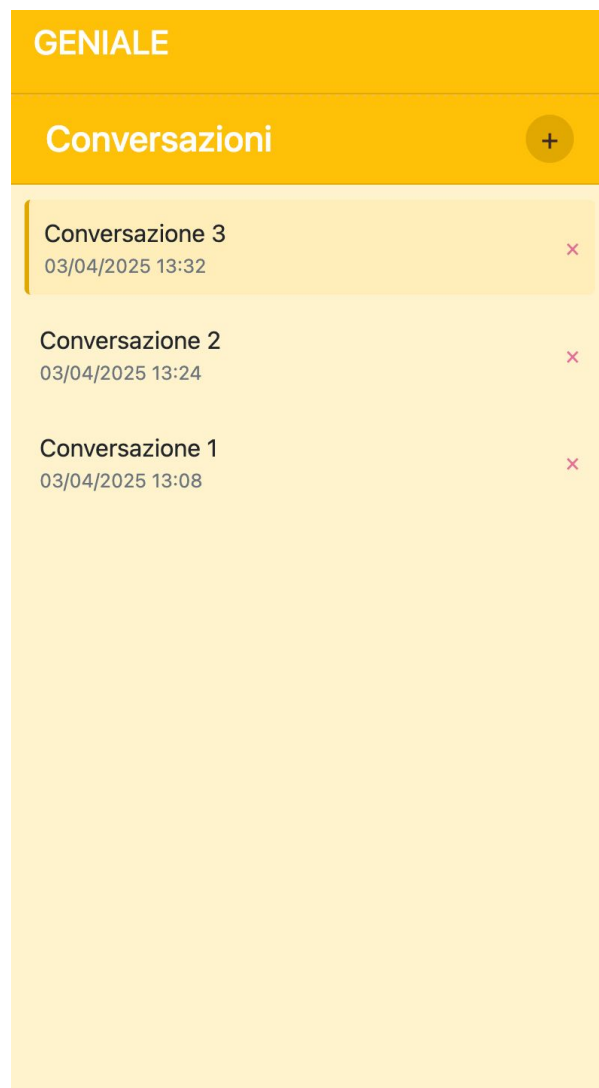 GENIALE
Conversazioni
+
Conversazione 3
03/04/2025 13:32
×
Conversazione 2
03/04/2025 13:24
×
Conversazione 1
03/04/2025 13:08
×